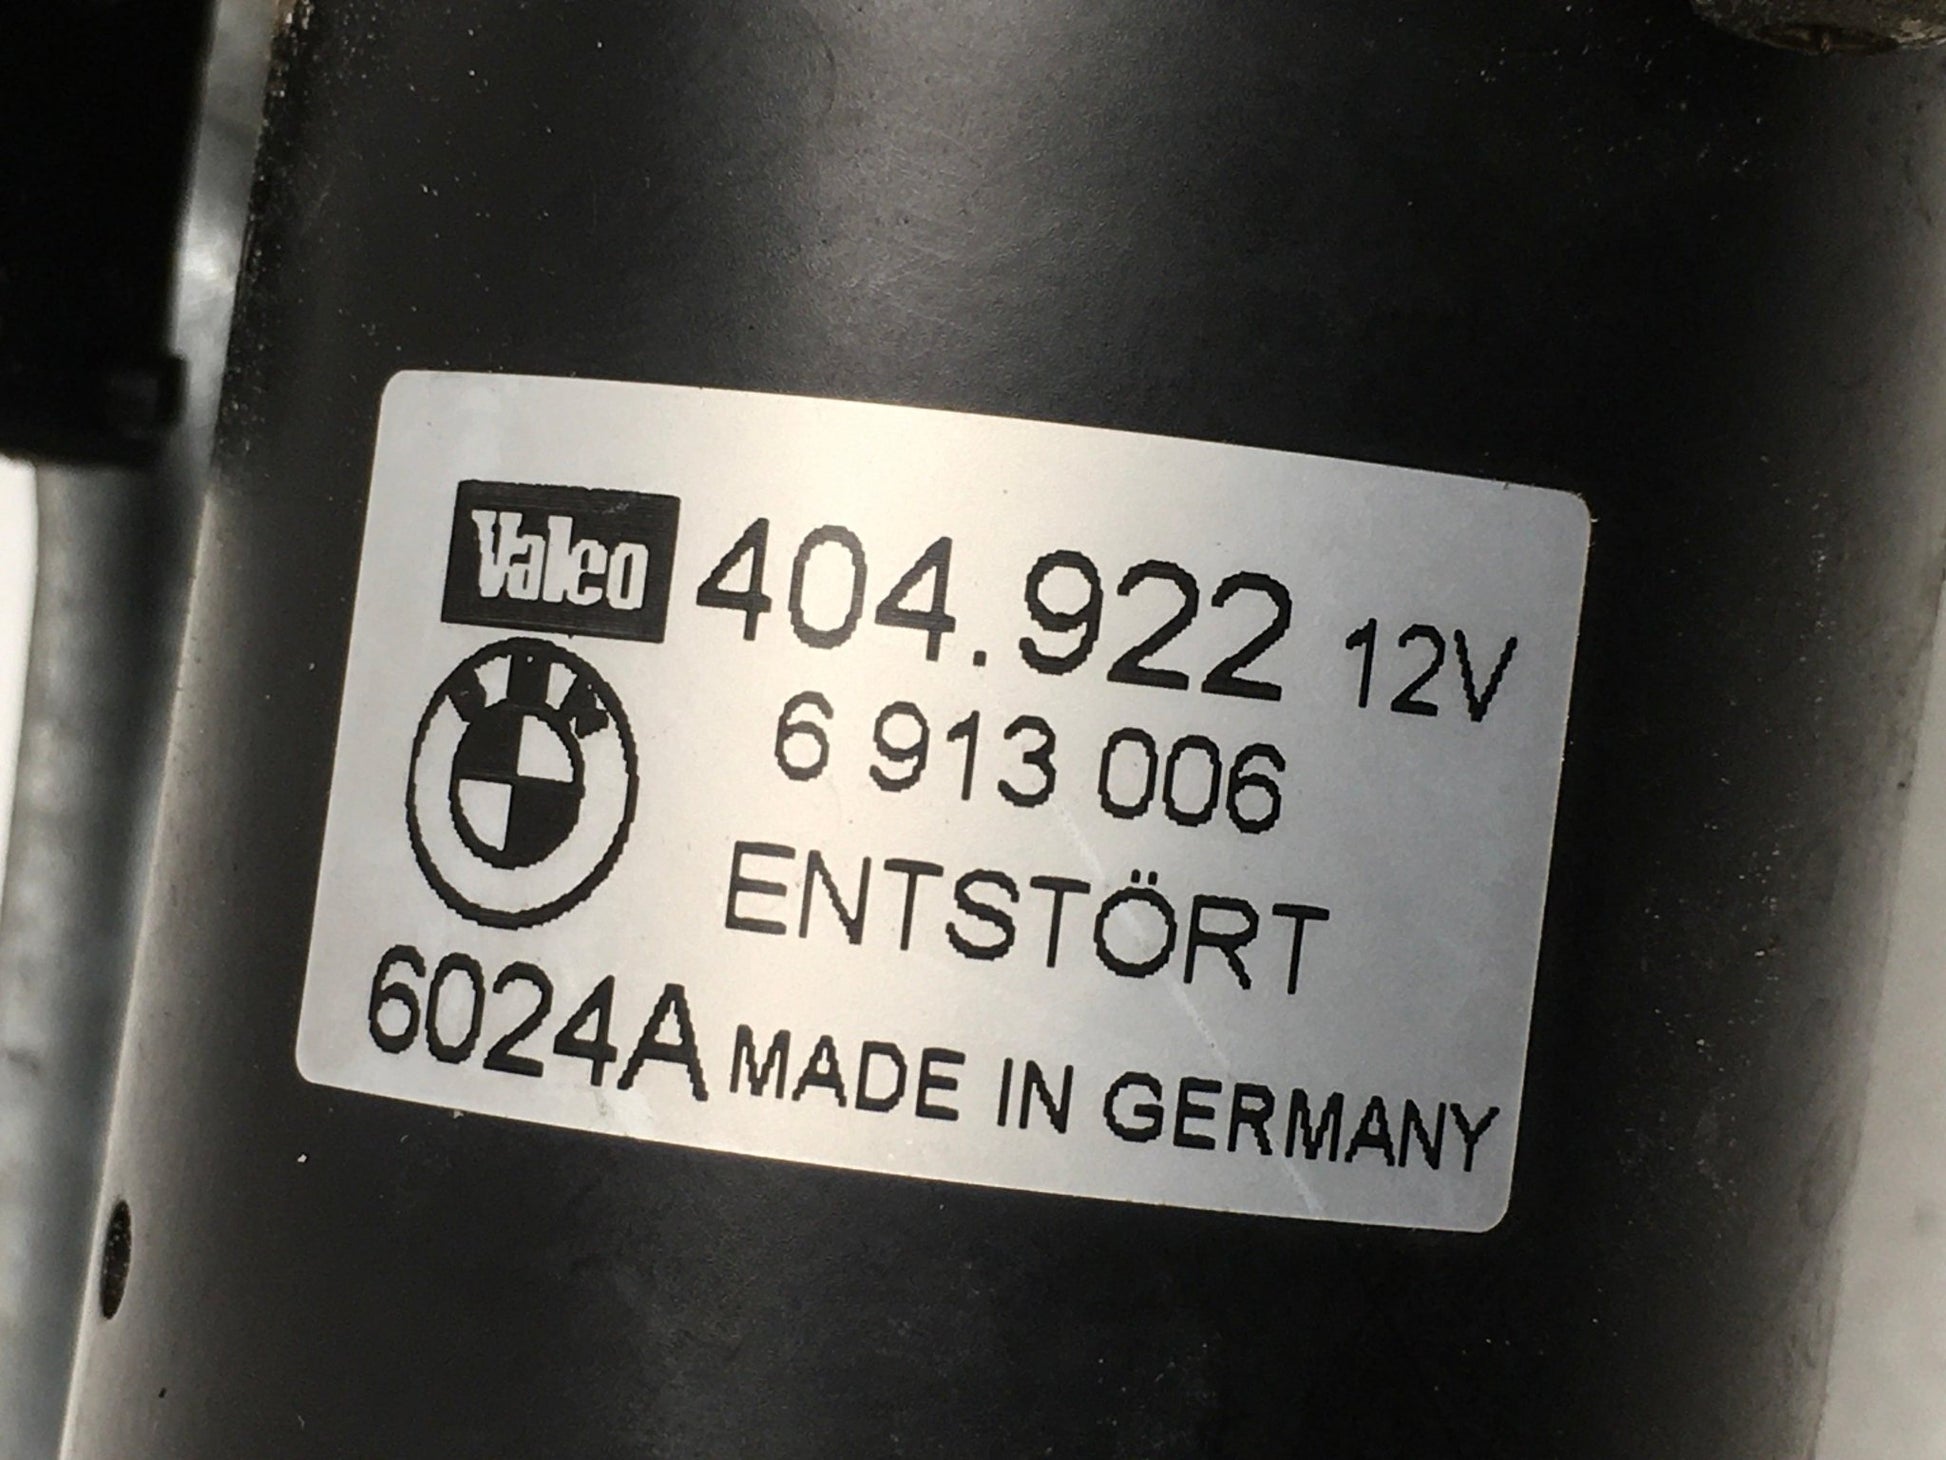 Valeo 404.922 12V
6 913 006
ENTSTÖRT
6024A MADE IN GERMANY